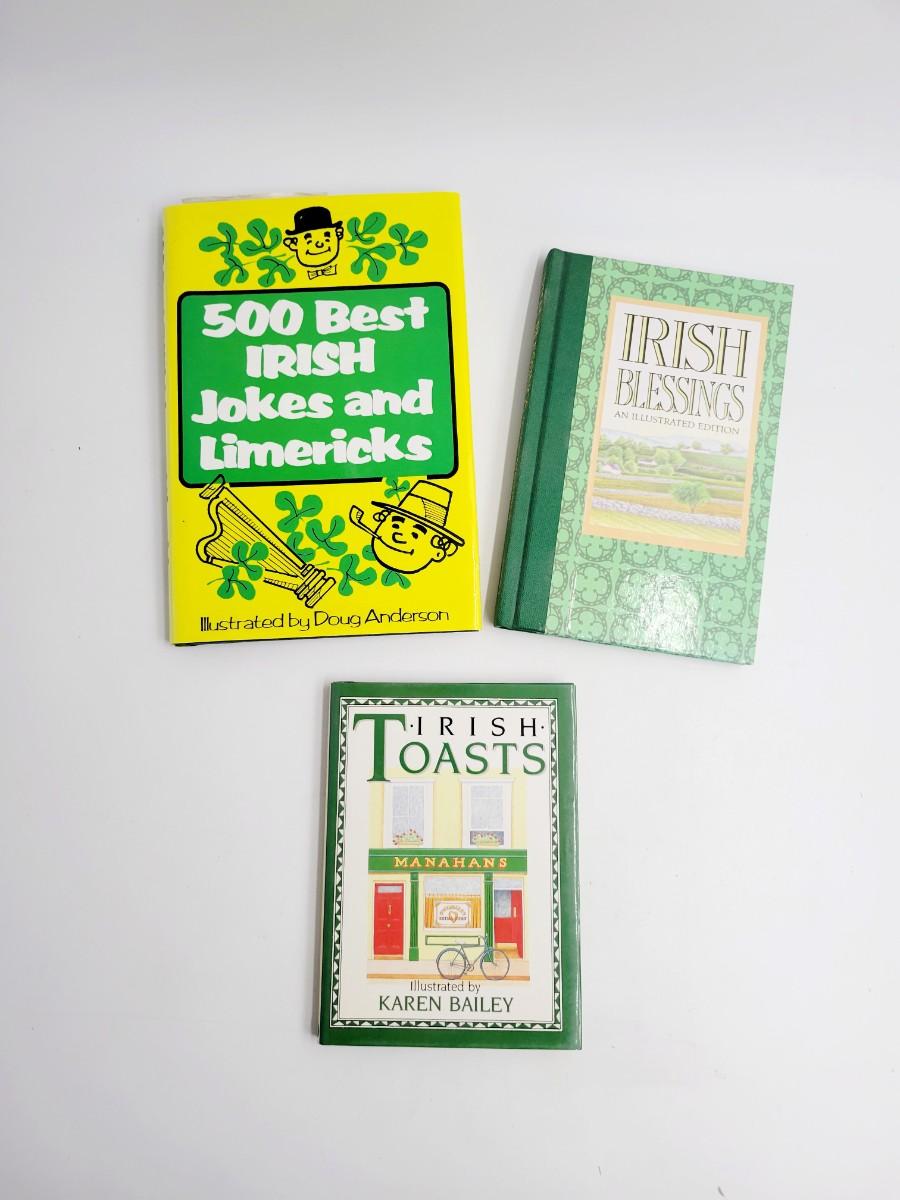 500 Best
IRISH
Jokes and
Limericks
Illustrated by Doug Anderson
IRISH
BLESSINGS
AN ILLUSTRATED EDITION
·IRISH·
TOASTS
MANAHANS
Illustrated by
KAREN BAILEY